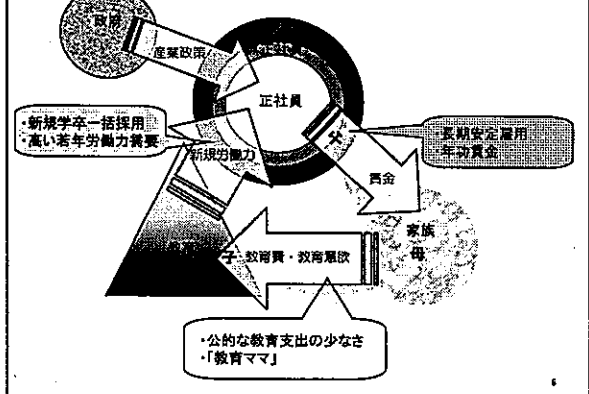 政府
産業政策
正社員
・新規学卒一括採用
・高い若年労働力需要
新規労働力
父
・長期安定雇用
・年功賃金
賃金
家族
母
子
教育費・教育意欲
・公的な教育支出の少なさ
・「教育ママ」
6